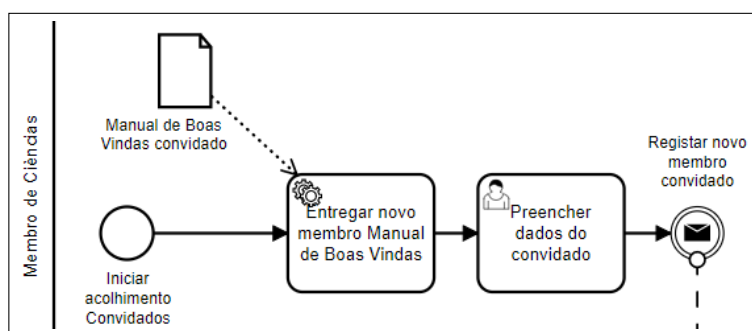 Membro de Ciências
Manual de Boas
Vindas convidado
Iniciar
acolhimento
Convidados
Entregar novo
membro Manual
de Boas Vindas
Preencher
dados do
convidado
Registar novo
membro
convidado